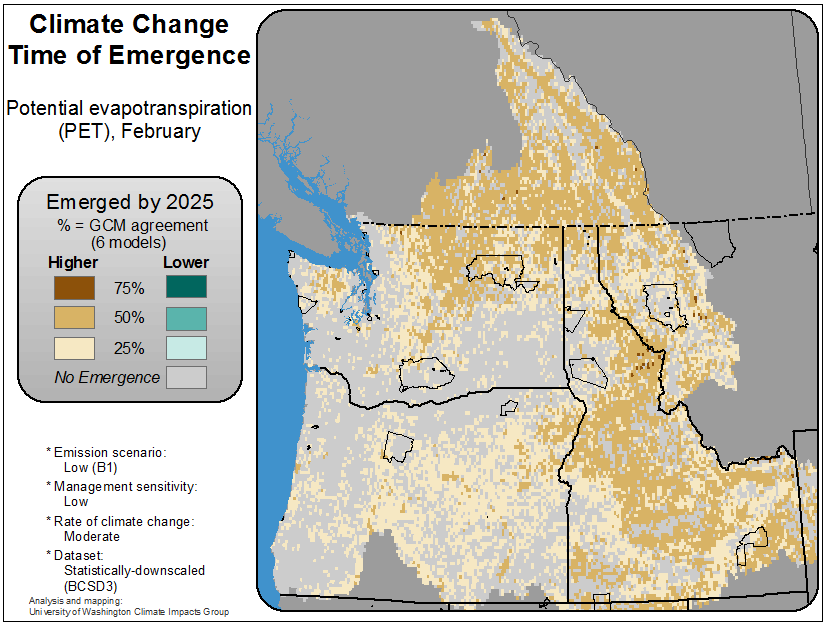 Climate Change
Time of Emergence
Potential evapotranspiration
(PET), February
Emerged by 2025
% = GCM agreement
(6 models)
Higher Lower
75%
50%
25%
No Emergence
* Emission scenario:
Low (B1)
* Management sensitivity:
Low
* Rate of climate change:
Moderate
* Dataset:
Statistically-downscaled
(BCSD3)
Analysis and mapping:
University of Washington Climate Impacts Group